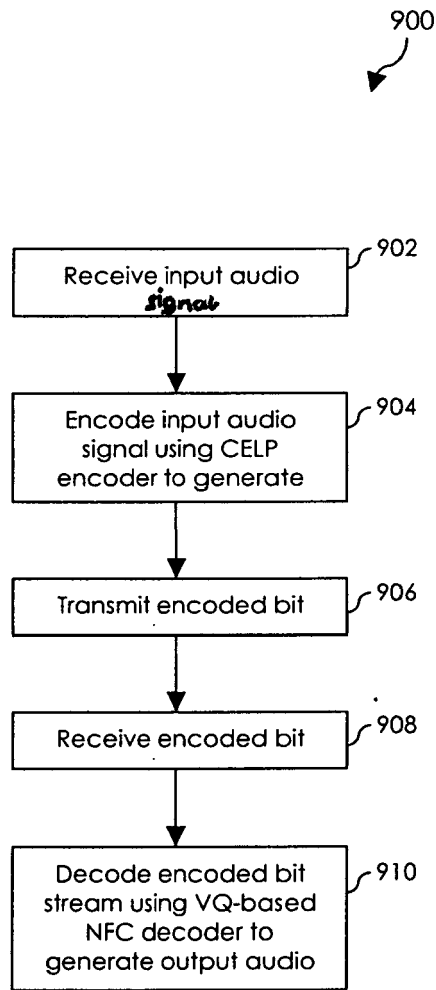 900
902
Receive input audio
signal
904
Encode input audio
signal using CELP
encoder to generate
906
Transmit encoded bit
908
Receive encoded bit
910
Decode encoded bit
stream using VQ-based
NFC decoder to
generate output audio